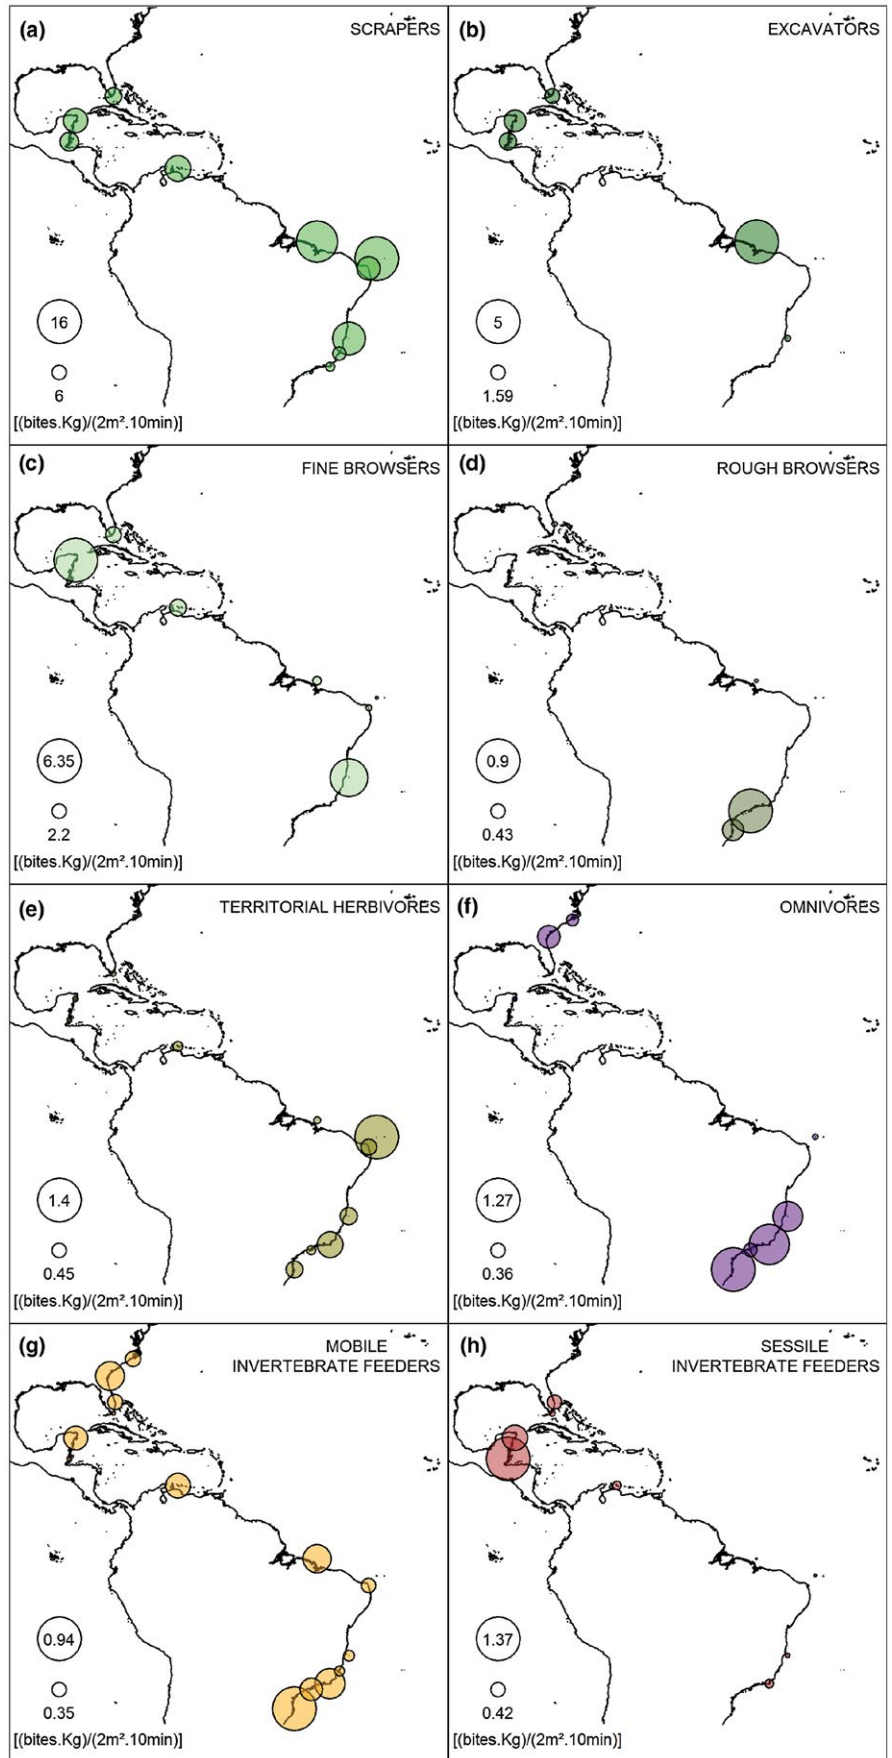 (a)
SCRAPERS
16
6
[(bites.Kg)/(2m².10min)]
(b)
EXCAVATORS
5
1.59
[(bites.Kg)/(2m².10min)]
(c)
FINE BROWSERS
6.35
2.2
[(bites.Kg)/(2m².10min)]
(d)
ROUGH BROWSERS
0.9
0.43
[(bites.Kg)/(2m².10min)]
(e)
TERRITORIAL HERBIVORES
1.4
0.45
[(bites.Kg)/(2m².10min)]
(f)
OMNIVORES
1.27
0.36
[(bites.Kg)/(2m².10min)]
(g)
MOBILE
INVERTEBRATE FEEDERS
0.94
0.35
[(bites.Kg)/(2m².10min)]
(h)
SESSILE
INVERTEBRATE FEEDERS
1.37
0.42
[(bites.Kg)/(2m².10min)]